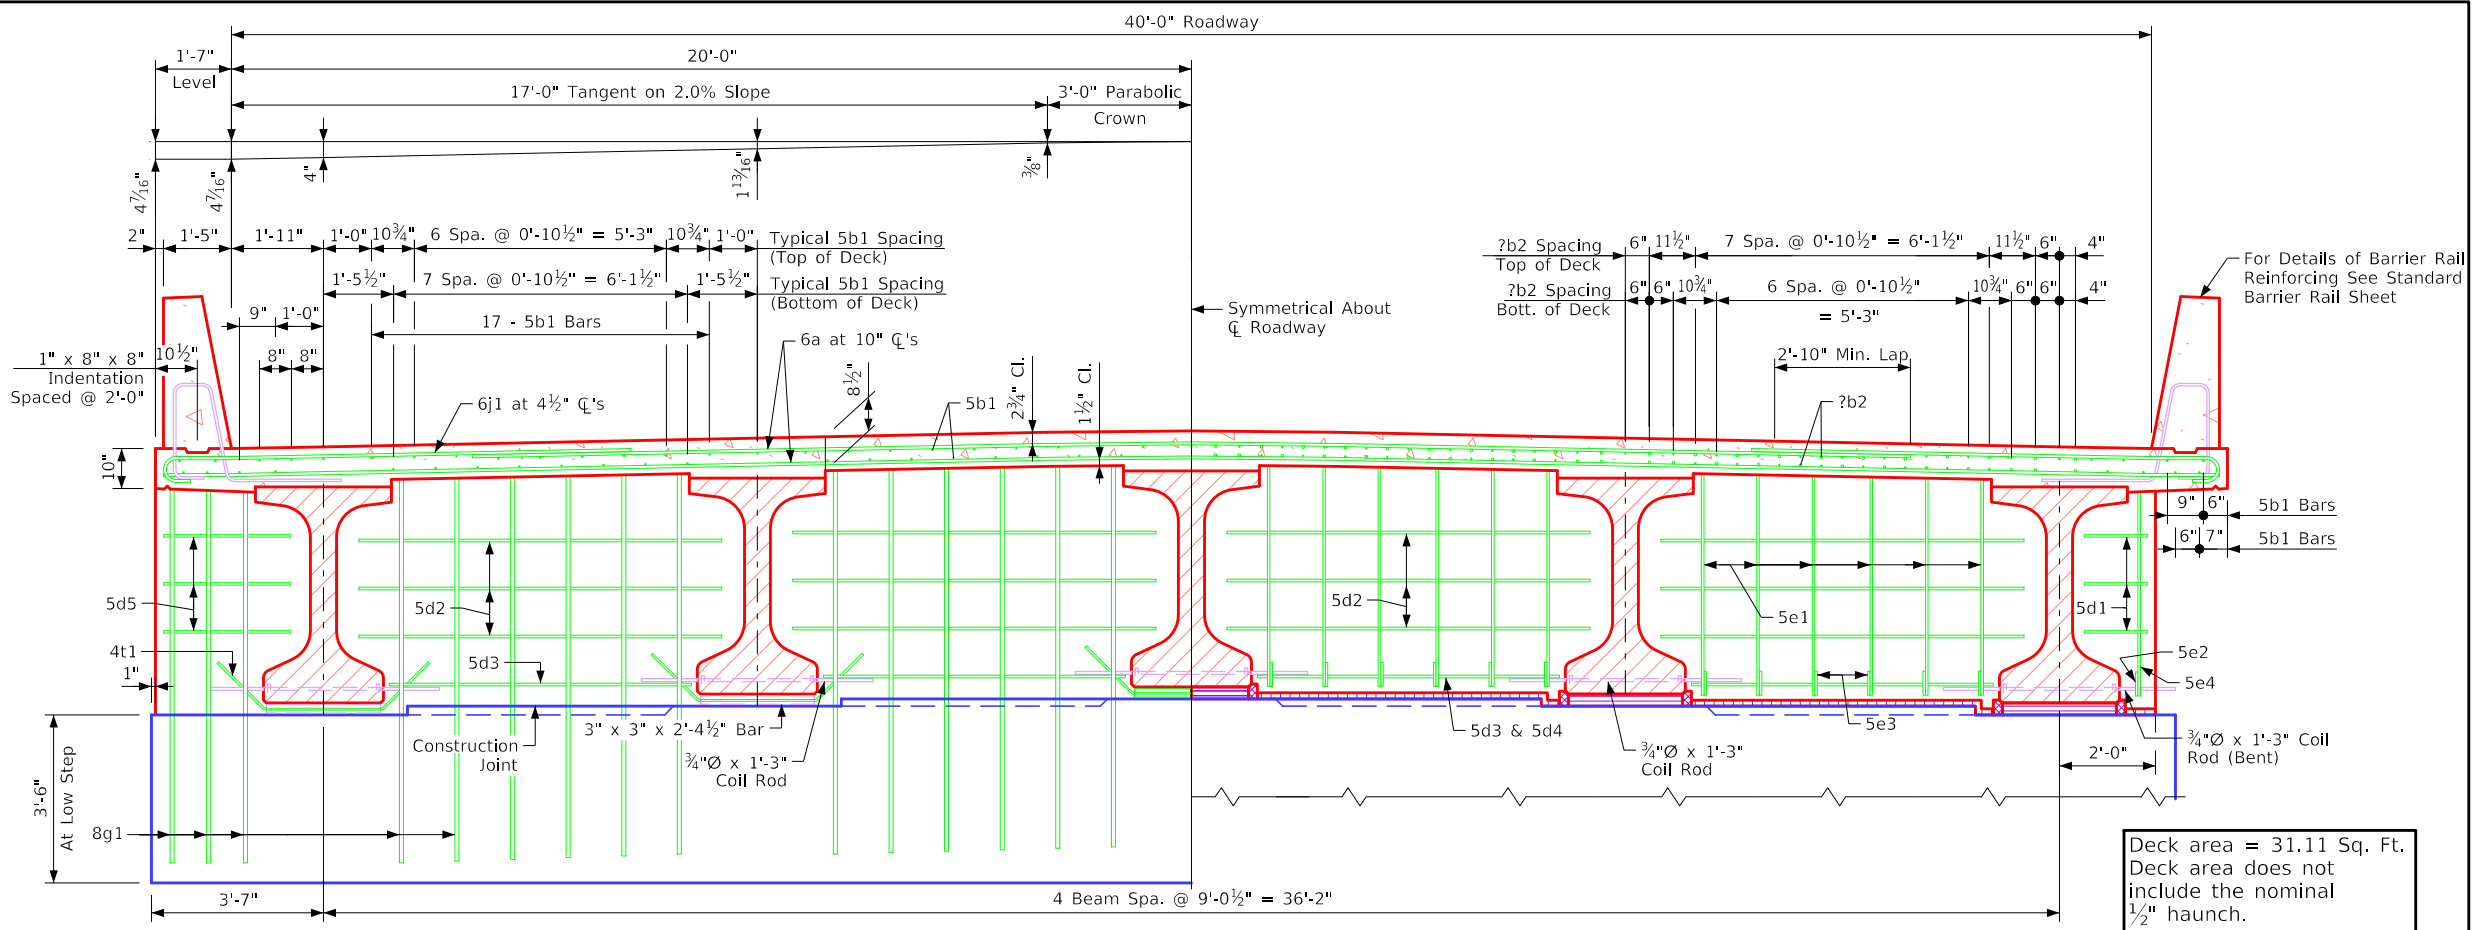 40'-0" Roadway
1'-7"
Level
20'-0"
17'-0" Tangent on 2.0% Slope
3'-0" Parabolic
Crown
4 7/16"
4 7/16"
4"
1 13/16"
3/8"
2"
1'-5"
1'-11"
1'-0"
10 3/4"
6 Spa. @ 0'-10 1/2" = 5'-3"
10 3/4"
1'-0"
Typical 5b1 Spacing
(Top of Deck)
1'-5 1/2"
7 Spa. @ 0'-10 1/2" = 6'-1 1/2"
1'-5 1/2"
Typical 5b1 Spacing
(Bottom of Deck)
9"
1'-0"
17 - 5b1 Bars
8"
8"
10 1/2"
1" x 8" x 8"
Indentation
Spaced @ 2'-0"
6a at 10" ℄'s
6j1 at 4 1/2" ℄'s
8 1/2"
5b1
2 3/4" Cl.
1 1/2" Cl.
Symmetrical About
℄ Roadway
?b2 Spacing
Top of Deck
6"
11 1/2"
7 Spa. @ 0'-10 1/2" = 6'-1 1/2"
11 1/2"
6"
4"
?b2 Spacing
Bott. of Deck
6"
6"
10 3/4"
6 Spa. @ 0'-10 1/2"
= 5'-3"
10 3/4"
6"
6"
4"
2'-10" Min. Lap
?b2
For Details of Barrier Rail
Reinforcing See Standard
Barrier Rail Sheet
10"
9"
6"
5b1 Bars
6"
7"
5b1 Bars
5d5
5d2
5d2
5e1
5d1
4t1
5d3
1"
5e2
5e4
3'-6"
At Low Step
Construction
Joint
3" x 3" x 2'-4 1/2" Bar
3/4"Ø x 1'-3"
Coil Rod
5d3 & 5d4
3/4"Ø x 1'-3"
Coil Rod
5e3
2'-0"
3/4"Ø x 1'-3" Coil
Rod (Bent)
8g1
3'-7"
4 Beam Spa. @ 9'-0 1/2" = 36'-2"
Deck area = 31.11 Sq. Ft.
Deck area does not
include the nominal
1/2" haunch.